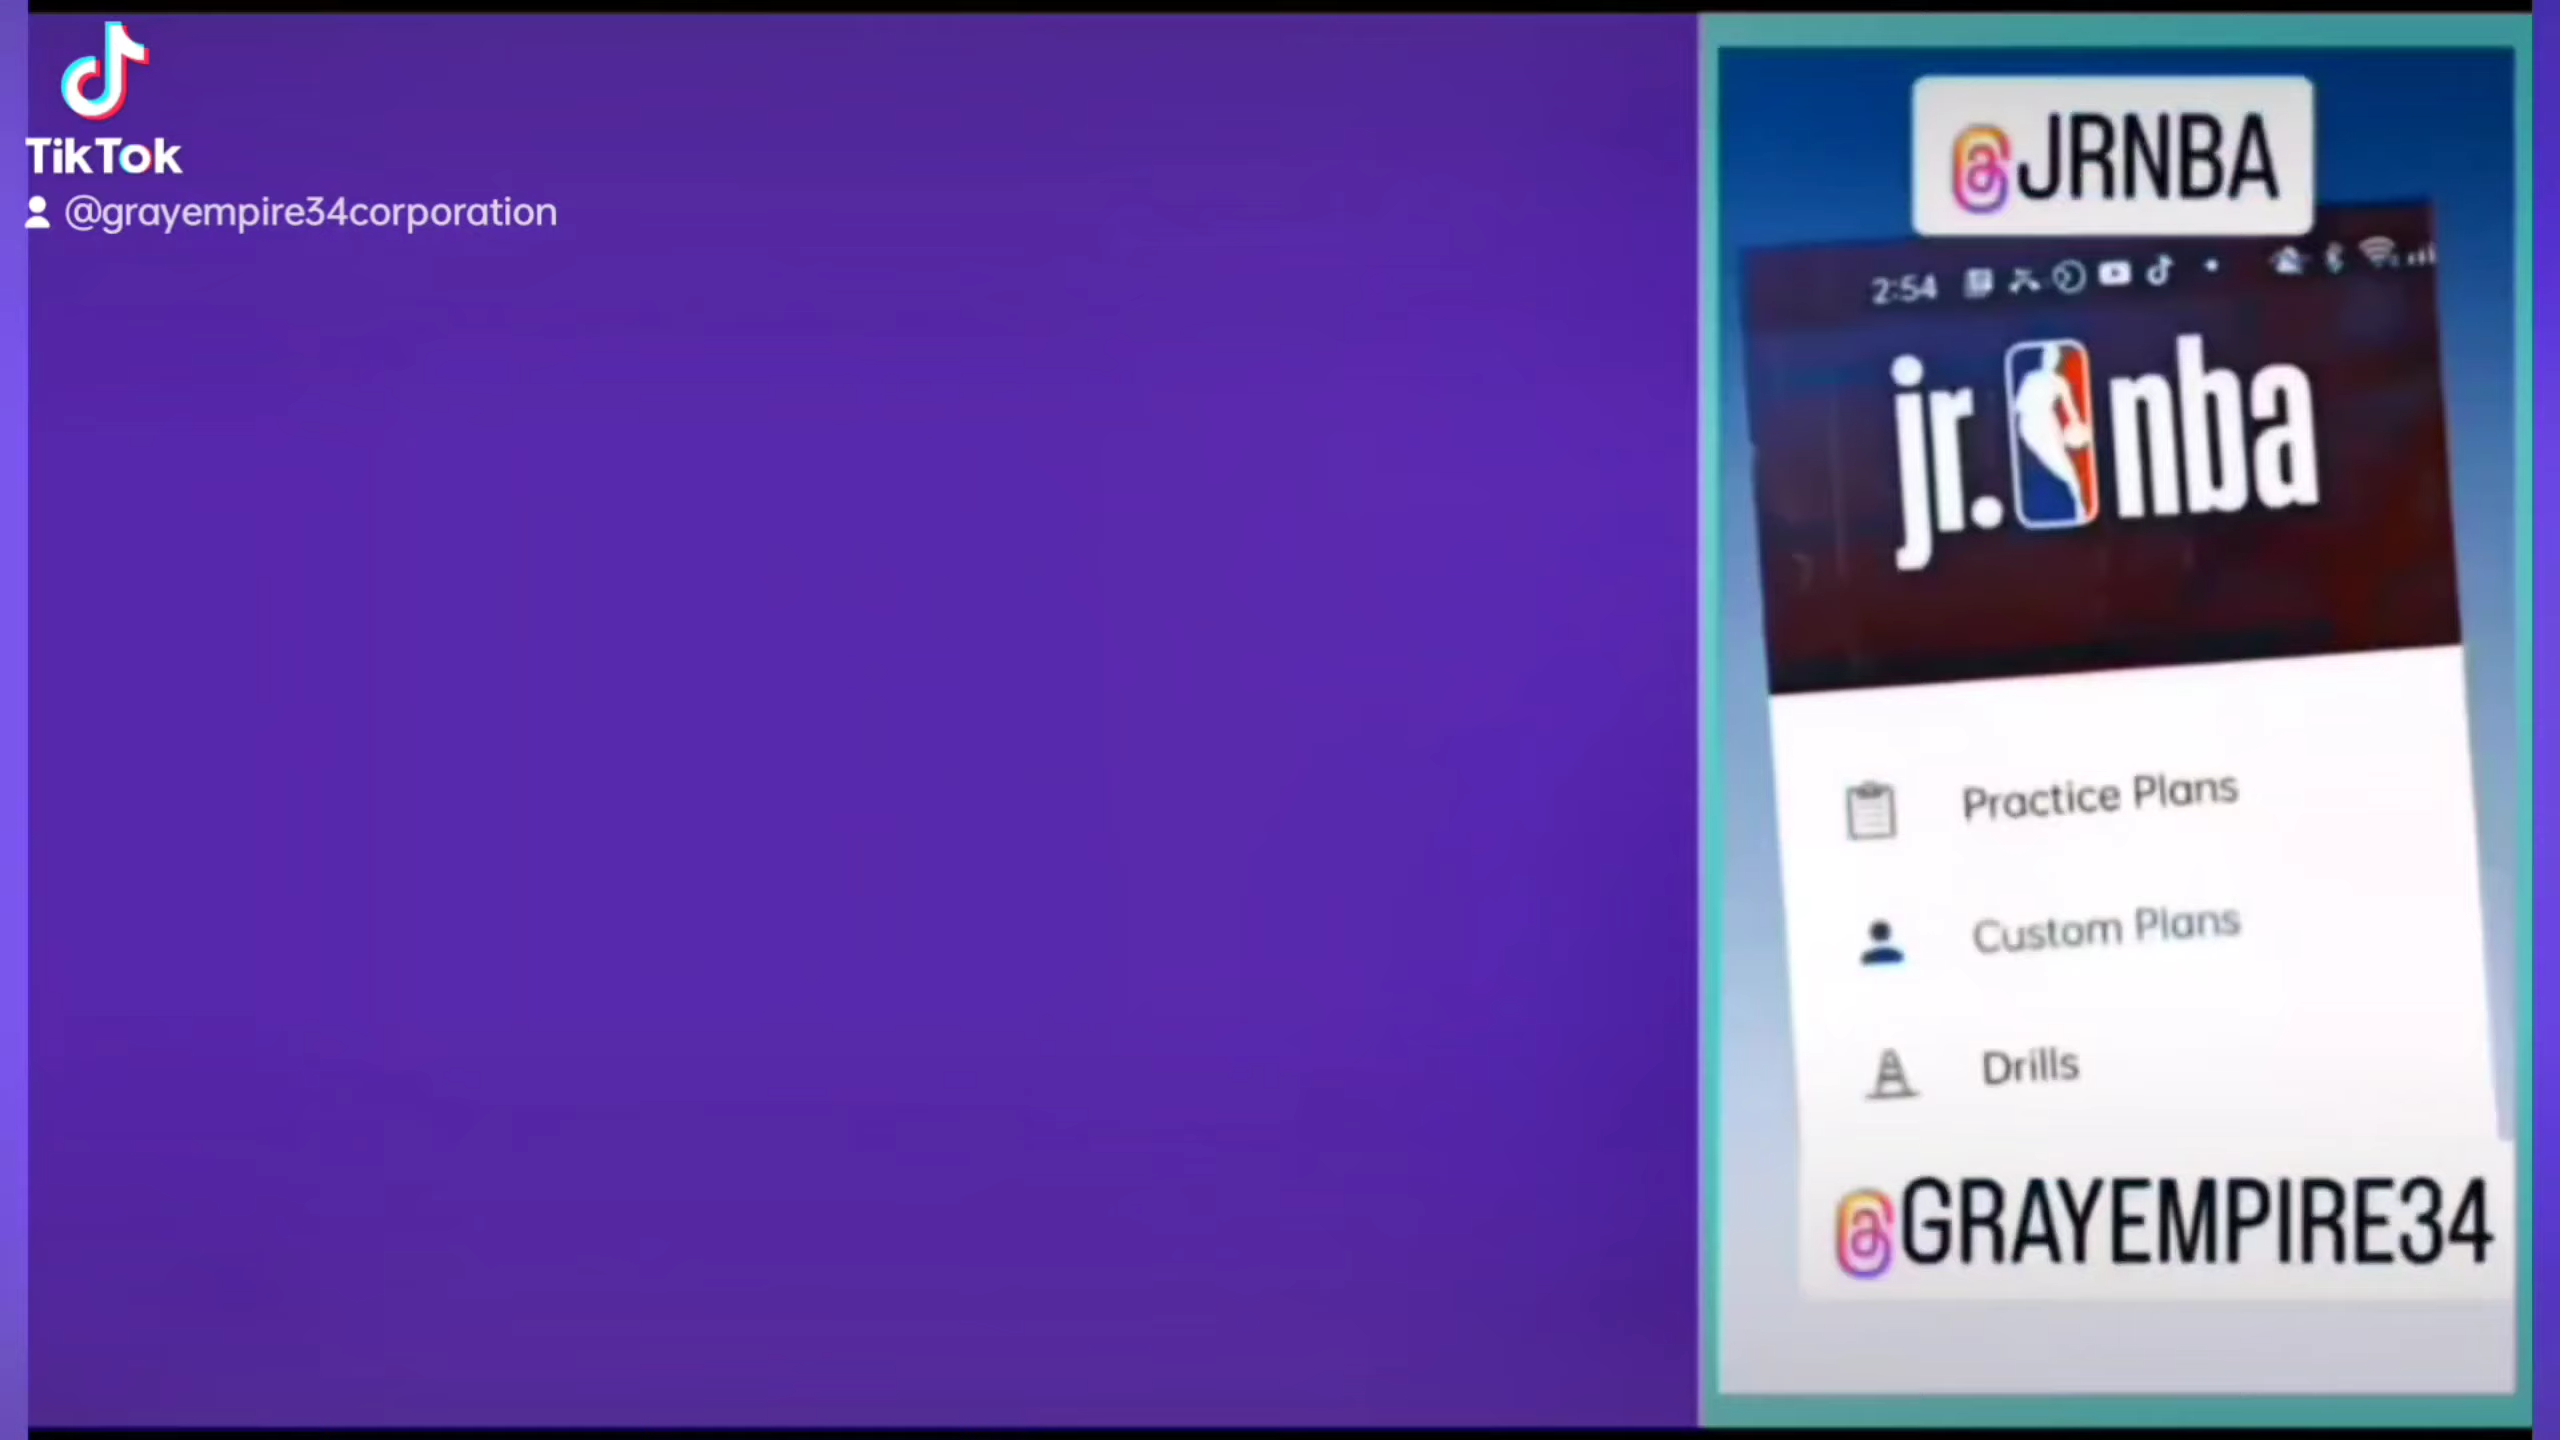 TikTok
@grayempire34corporation
@JRNBA
2:54
jr. nba
Practice Plans
Custom Plans
Drills
@GRAYEMPIRE34